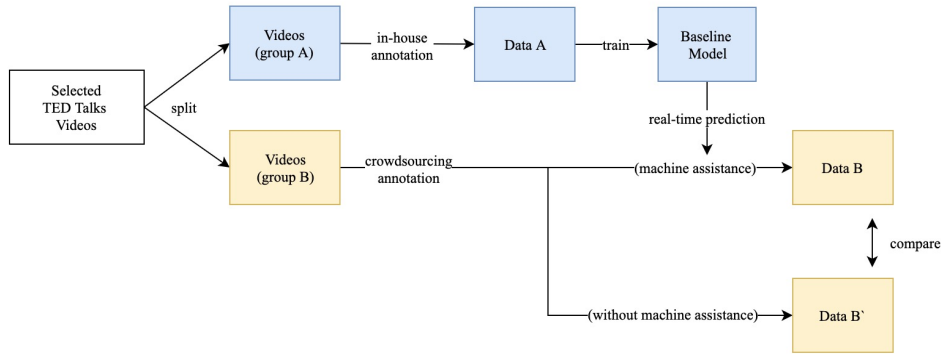 Selected
TED Talks
Videos
split
Videos
(group A)
in-house
annotation
Data A
train
Baseline
Model
real-time prediction
Videos
(group B)
crowdsourcing
annotation
(machine assistance)
Data B
compare
(without machine assistance)
Data B`